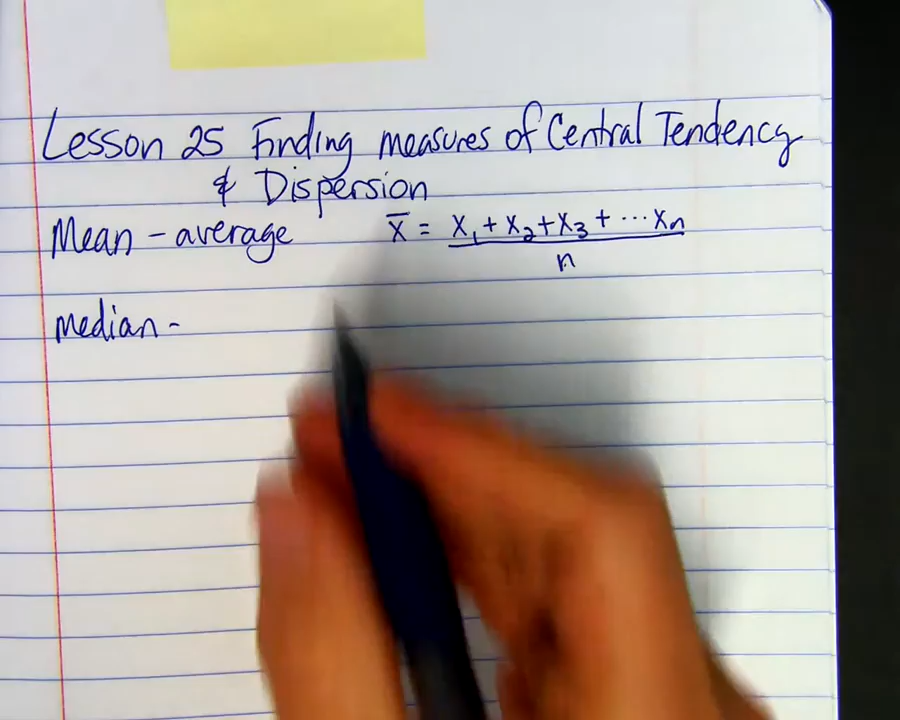 Lesson 25 Finding measures of Central Tendency
& Dispersion
Mean - average x̄ = x₁ + x₂ + x₃ + ... xₙ
n
median -